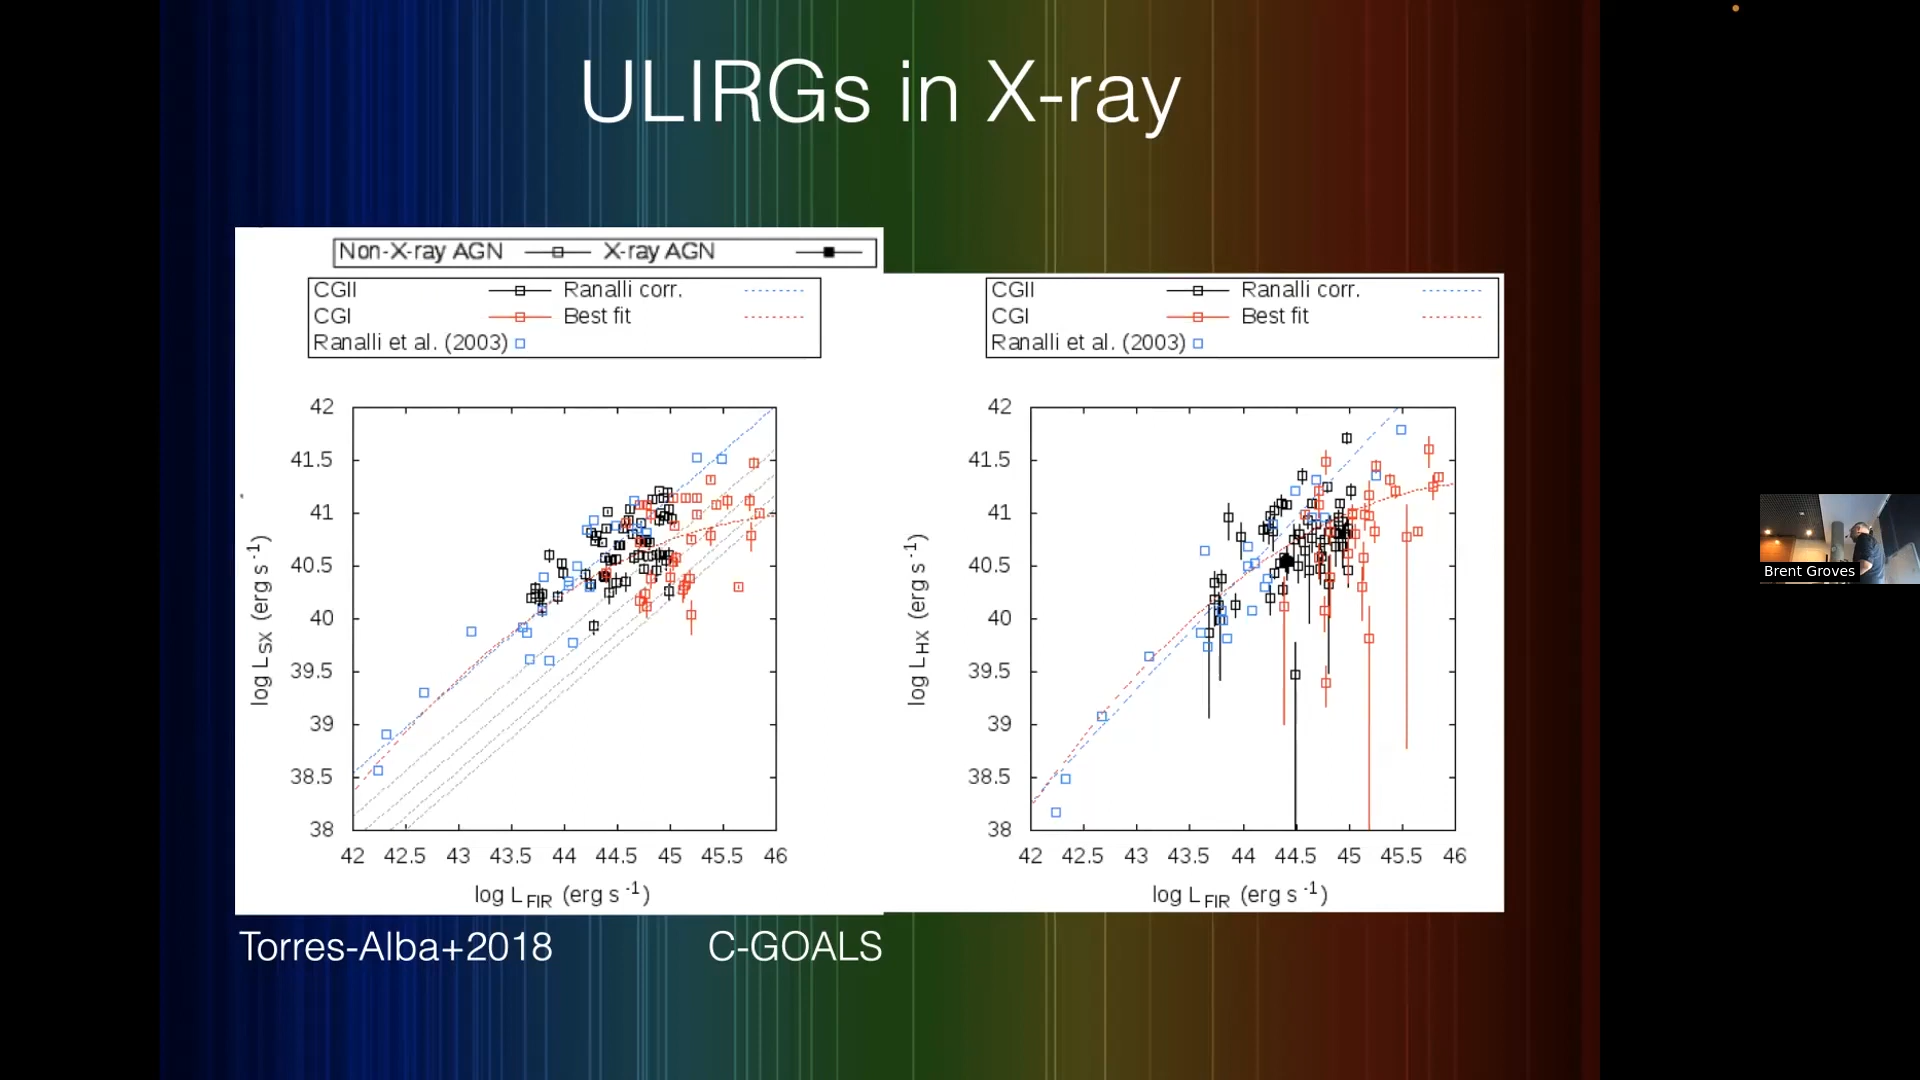 ULIRGs in X-ray
Non-X-ray AGN X-ray AGN
CGII Ranalli corr.
CGI Best fit
Ranalli et al. (2003)
42
41.5
41
40.5
40
39.5
39
38.5
38
log L SX (erg s -1)
42 42.5 43 43.5 44 44.5 45 45.5 46
log L FIR (erg s -1)
CGII Ranalli corr.
CGI Best fit
Ranalli et al. (2003)
42
41.5
41
40.5
40
39.5
39
38.5
38
log L HX (erg s -1)
42 42.5 43 43.5 44 44.5 45 45.5 46
log L FIR (erg s -1)
Torres-Alba+2018 C-GOALS
Brent Groves